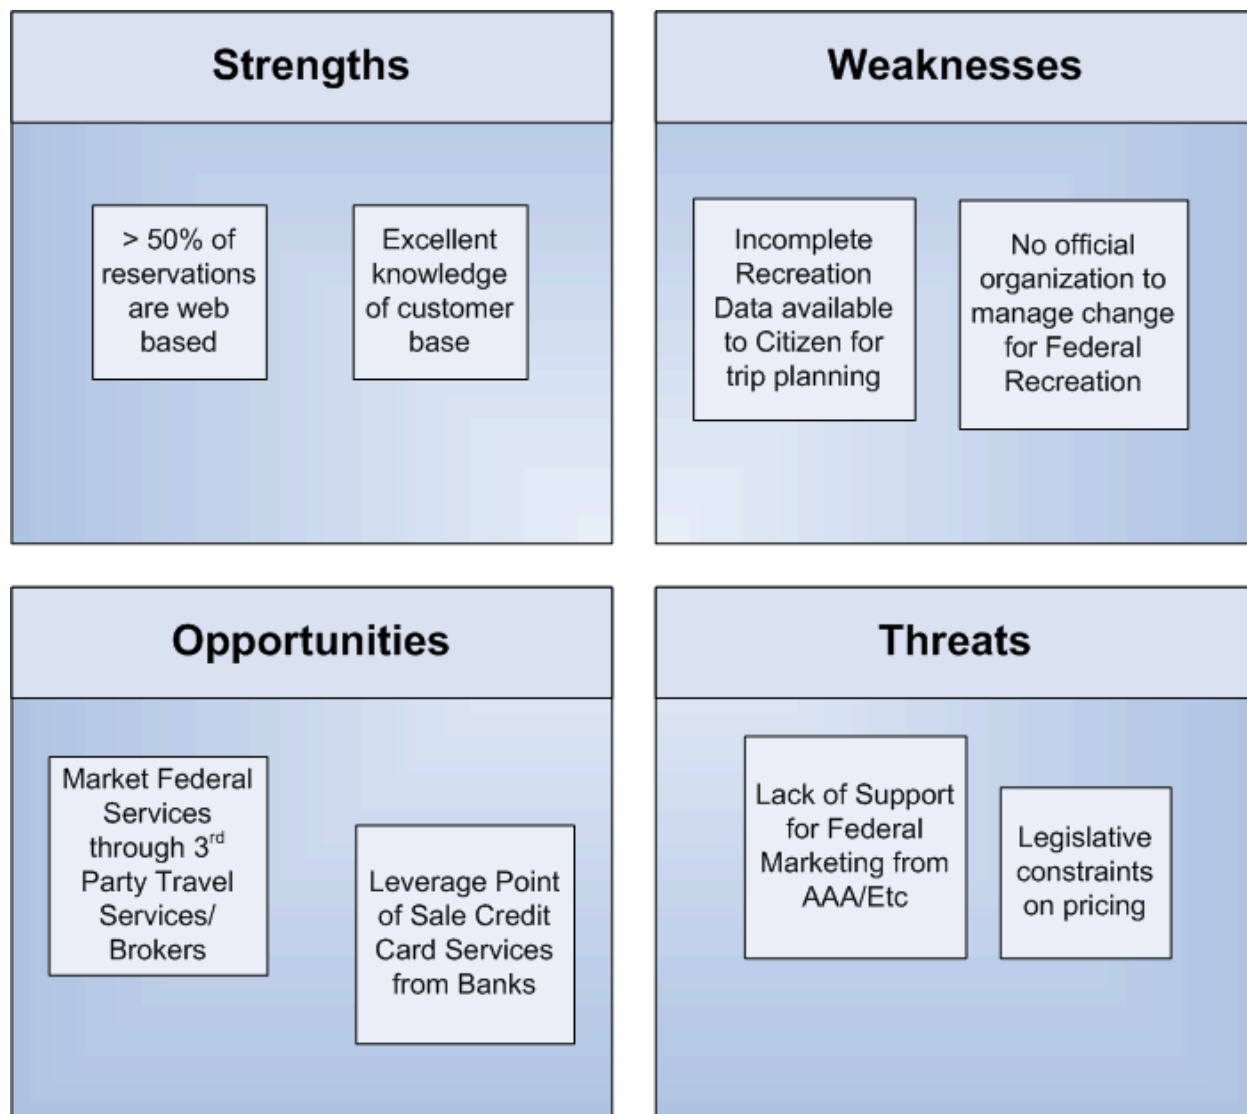 Strengths
> 50% of
reservations
are web
based
Excellent
knowledge
of customer
base
Weaknesses
Incomplete
Recreation
Data available
to Citizen for
trip planning
No official
organization to
manage change
for Federal
Recreation
Opportunities
Market Federal
Services
through 3rd
Party Travel
Services/
Brokers
Leverage Point
of Sale Credit
Card Services
from Banks
Threats
Lack of Support
for Federal
Marketing from
AAA/Etc
Legislative
constraints
on pricing